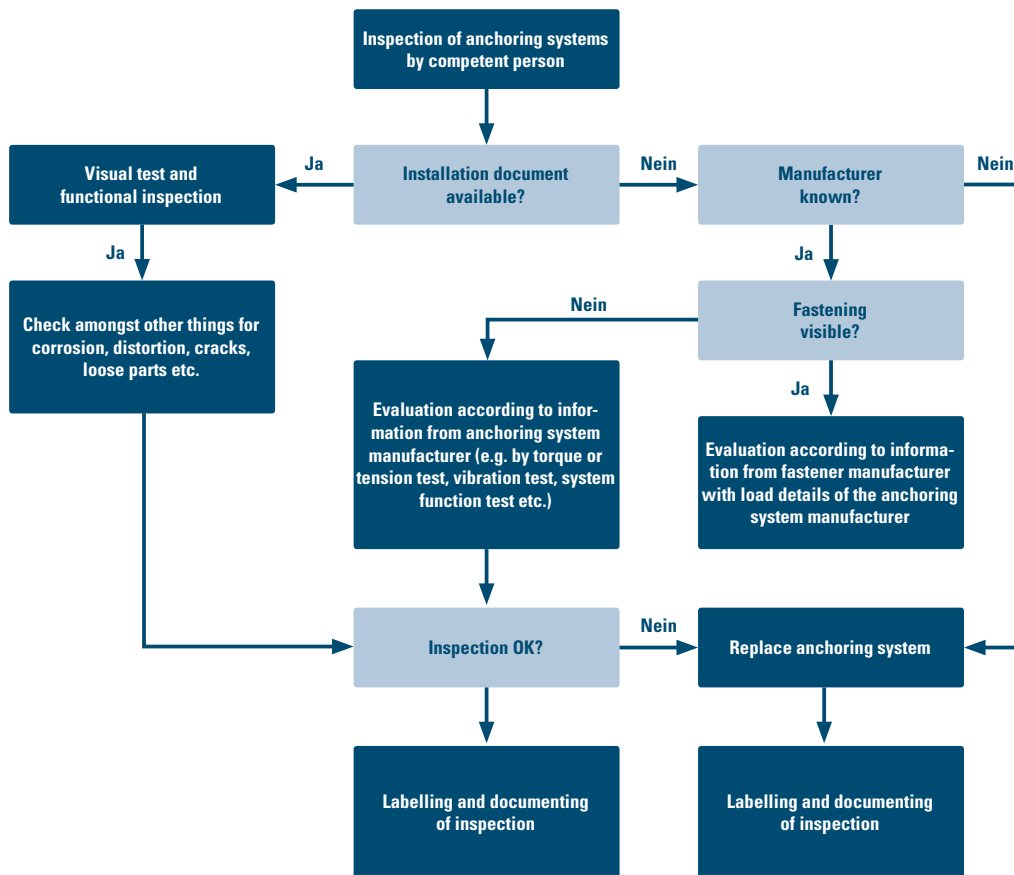 Inspection of anchoring systems
by competent person
Ja
Nein
Nein
Visual test and
functional inspection
Installation document
available?
Manufacturer
known?
Ja
Ja
Check amongst other things for
corrosion, distortion, cracks,
loose parts etc.
Nein
Fastening
visible?
Ja
Evaluation according to infor-
mation from anchoring system
manufacturer (e.g. by torque or
tension test, vibration test, system
function test etc.)
Evaluation according to informa-
tion from fastener manufacturer
with load details of the anchoring
system manufacturer
Inspection OK?
Nein
Replace anchoring system
Labelling and documenting
of inspection
Labelling and documenting
of inspection